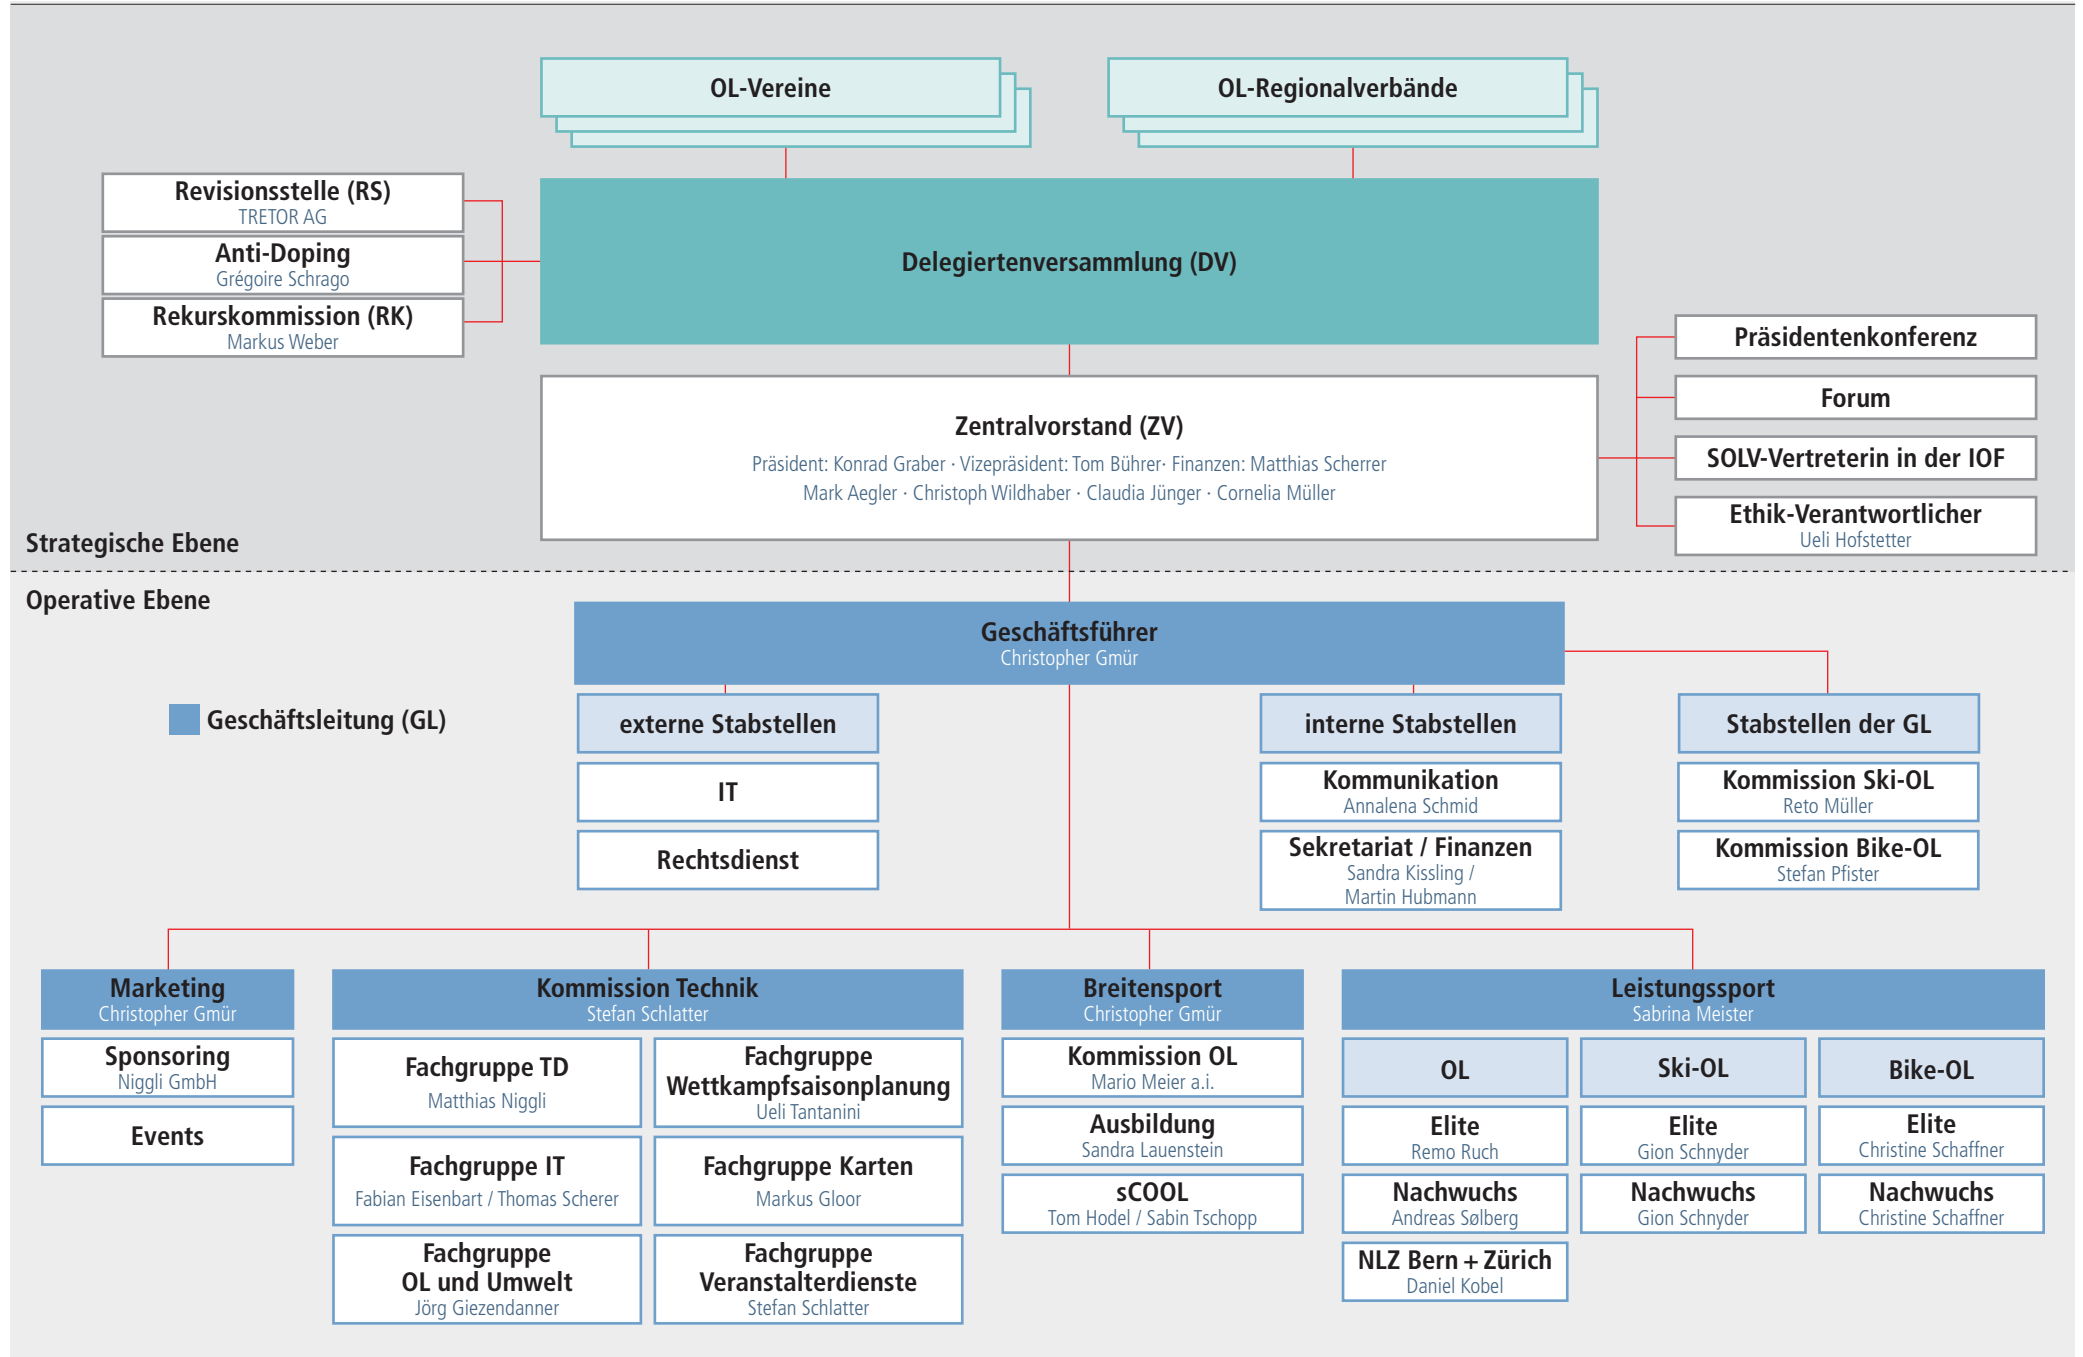 OL-Vereine
OL-Regionalverbände
Revisionsstelle (RS)
TRETOR AG
Anti-Doping
Grégoire Schrago
Rekurskommission (RK)
Markus Weber
Delegiertenversammlung (DV)
Präsidentenkonferenz
Forum
SOLV-Vertreterin in der IOF
Ethik-Verantwortlicher
Ueli Hofstetter
Zentralvorstand (ZV)
Präsident: Konrad Graber · Vizepräsident: Tom Bührer· Finanzen: Matthias Scherrer
Mark Aegler · Christoph Wildhaber · Claudia Jünger · Cornelia Müller
Strategische Ebene
Operative Ebene
Geschäftsführer
Christopher Gmür
Geschäftsleitung (GL)
externe Stabstellen
IT
Rechtsdienst
interne Stabstellen
Kommunikation
Annalena Schmid
Sekretariat / Finanzen
Sandra Kissling /
Martin Hubmann
Stabstellen der GL
Kommission Ski-OL
Reto Müller
Kommission Bike-OL
Stefan Pfister
Marketing
Christopher Gmür
Sponsoring
Niggli GmbH
Events
Kommission Technik
Stefan Schlatter
Fachgruppe TD
Matthias Niggli
Fachgruppe
Wettkampfsaisonplanung
Ueli Tantanini
Fachgruppe IT
Fabian Eisenbart / Thomas Scherer
Fachgruppe Karten
Markus Gloor
Fachgruppe
OL und Umwelt
Jörg Giezendanner
Fachgruppe
Veranstalterdienste
Stefan Schlatter
Breitensport
Christopher Gmür
Kommission OL
Mario Meier a.i.
Ausbildung
Sandra Lauenstein
sCOOL
Tom Hodel / Sabin Tschopp
Leistungssport
Sabrina Meister
OL
Elite
Remo Ruch
Nachwuchs
Andreas Sølberg
NLZ Bern + Zürich
Daniel Kobel
Ski-OL
Elite
Gion Schnyder
Nachwuchs
Gion Schnyder
Bike-OL
Elite
Christine Schaffner
Nachwuchs
Christine Schaffner